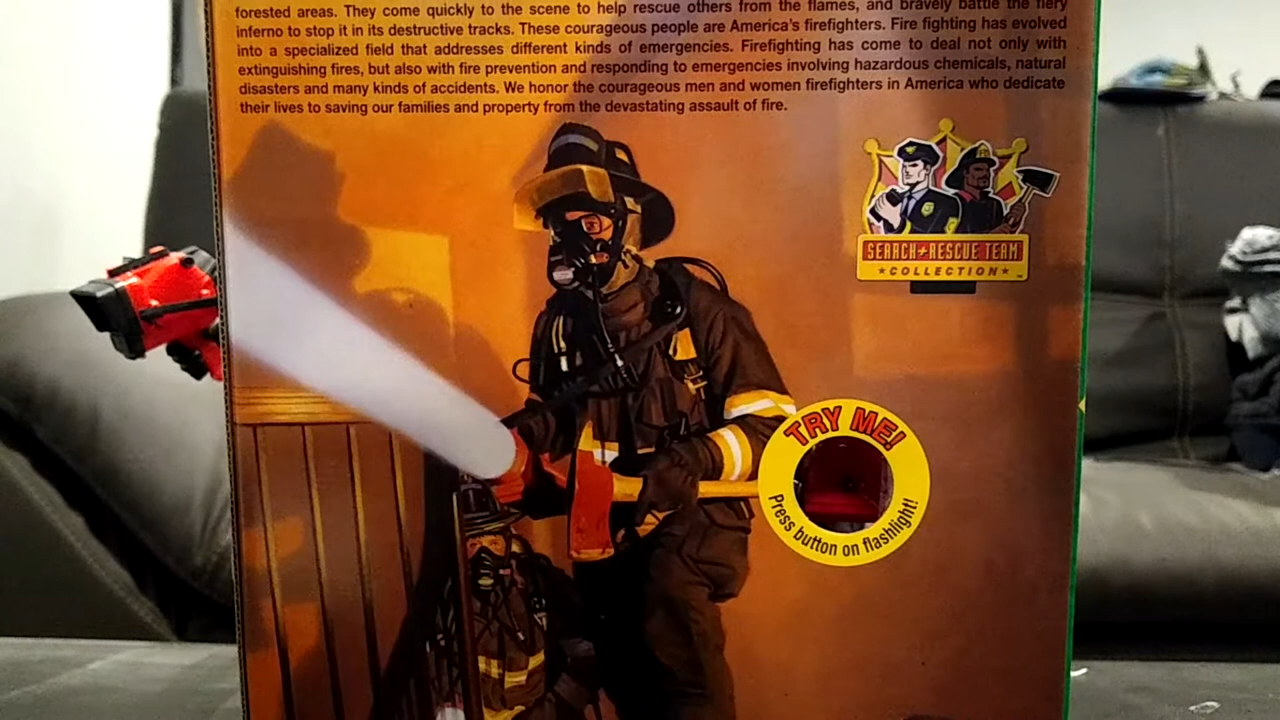 forested areas. They come quickly to the scene to help rescue others from the flames, and bravely battle the fiery
inferno to stop it in its destructive tracks. These courageous people are America's firefighters. Fire fighting has evolved
into a specialized field that addresses different kinds of emergencies. Firefighting has come to deal not only with
extinguishing fires, but also with fire prevention and responding to emergencies involving hazardous chemicals, natural
disasters and many kinds of accidents. We honor the courageous men and women firefighters in America who dedicate
their lives to saving our families and property from the devastating assault of fire.
SEARCH+RESCUE TEAM
★COLLECTION★™
TRY ME!
Press button on flashlight!